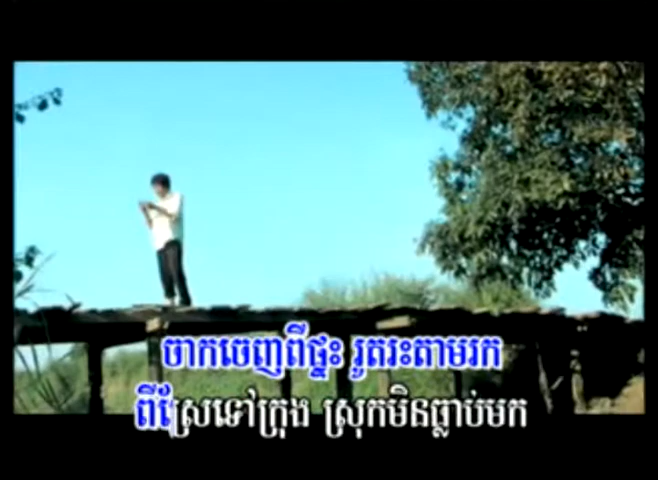 ចាកចេញពីផ្ទះ រូតរះតាមរក
ពីស្រែទៅក្រុង ស្រុកមិនធ្លាប់មក